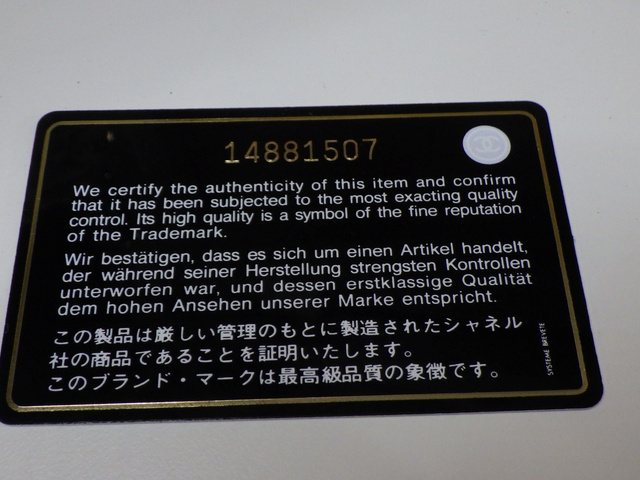 14881507
We certify the authenticity of this item and confirm
that it has been subjected to the most exacting quality
control. Its high quality is a symbol of the fine reputation
of the Trademark.
Wir bestätigen, dass es sich um einen Artikel handelt,
der während seiner Herstellung strengsten Kontrollen
unterworfen war, und dessen erstklassige Qualität
dem hohen Ansehen unserer Marke entspricht.
この製品は厳しい管理のもとに製造されたシャネル
社の商品であることを証明いたします。
このブランド・マークは最高級品質の象徴です。
SYSTEME BREVETE